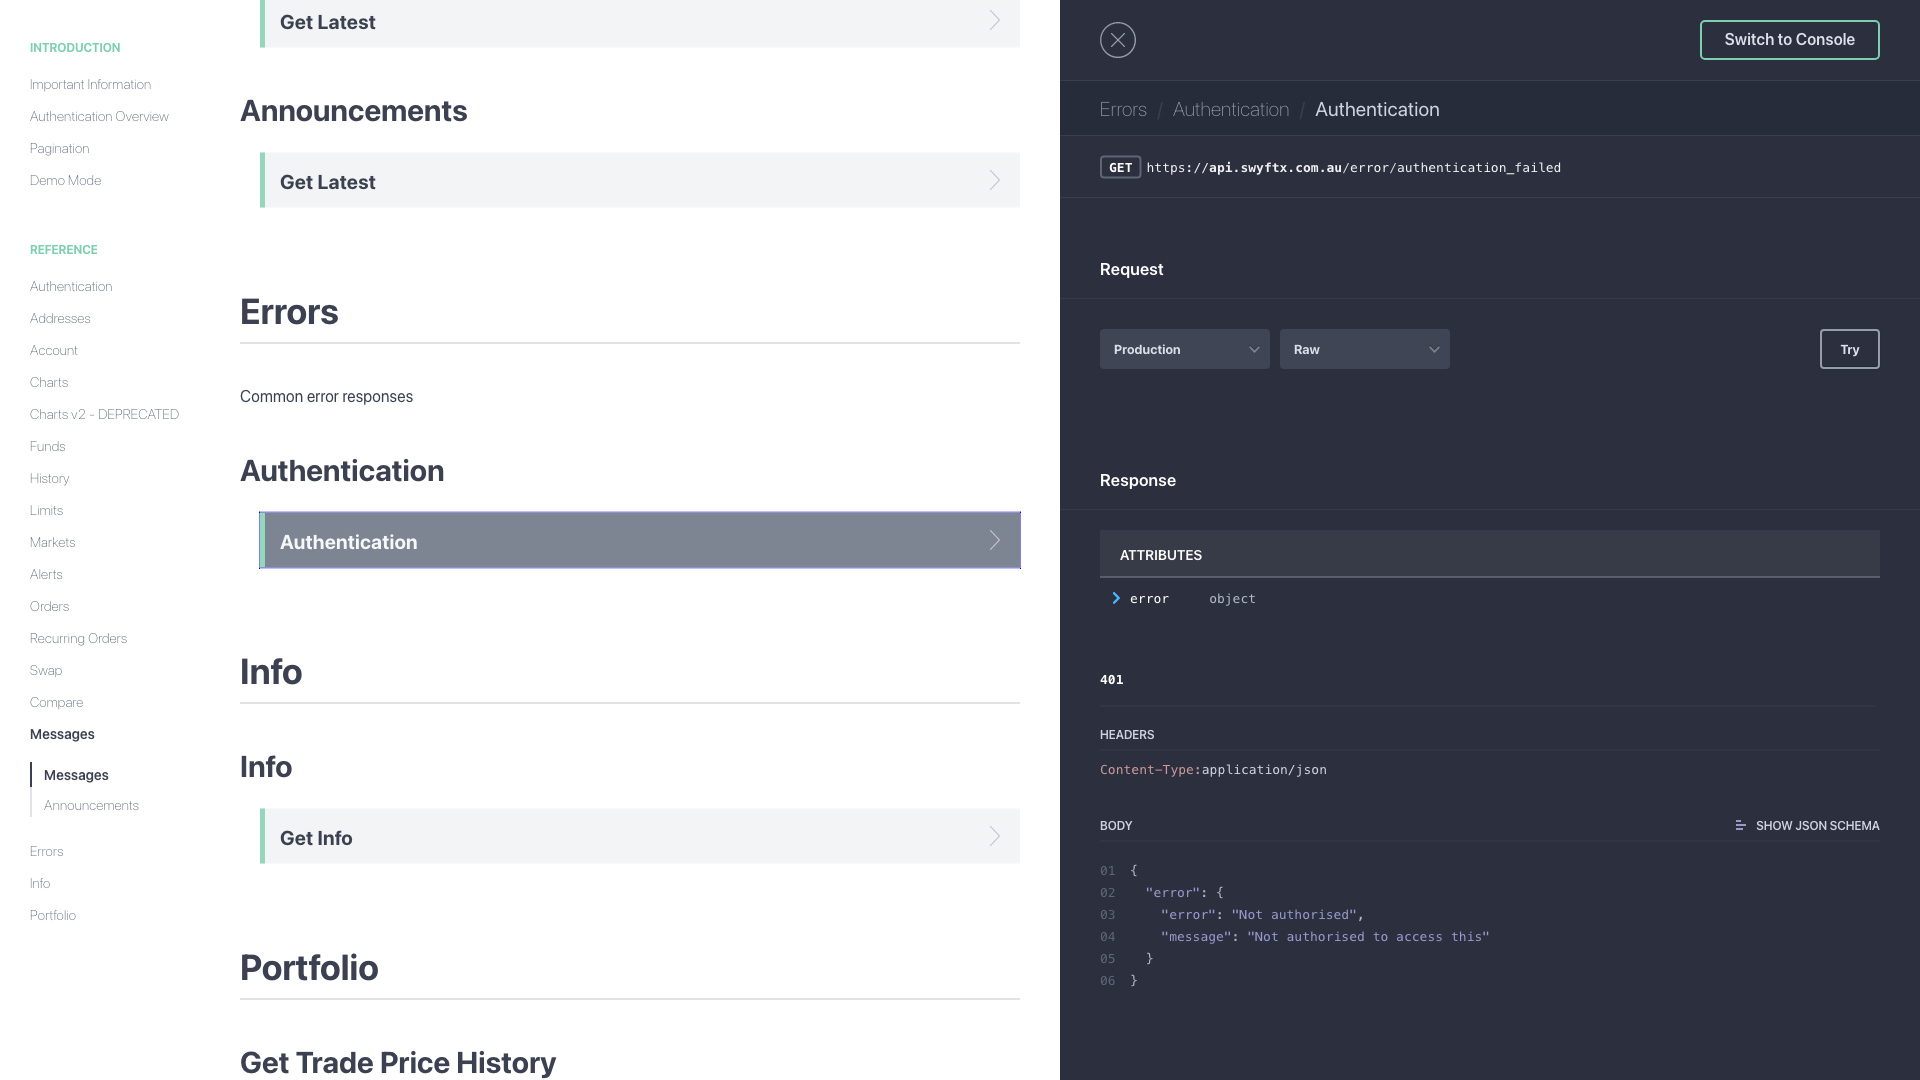 INTRODUCTION
Important Information
Authentication Overview
Pagination
Demo Mode
REFERENCE
Authentication
Addresses
Account
Charts
Charts v2 - DEPRECATED
Funds
History
Limits
Markets
Alerts
Orders
Recurring Orders
Swap
Compare
Messages
Messages
Announcements
Errors
Info
Portfolio
Get Latest
Announcements
Get Latest
Errors
Common error responses
Authentication
Authentication
Info
Info
Get Info
Portfolio
Get Trade Price History
Switch to Console
Errors / Authentication / Authentication
GET https://api.swyftx.com.au/error/authentication_failed
Request
Production Raw Try
Response
ATTRIBUTES
error object
401
HEADERS
Content-Type:application/json
BODY SHOW JSON SCHEMA
01 {
02 "error": {
03 "error": "Not authorised",
04 "message": "Not authorised to access this"
05 }
06 }